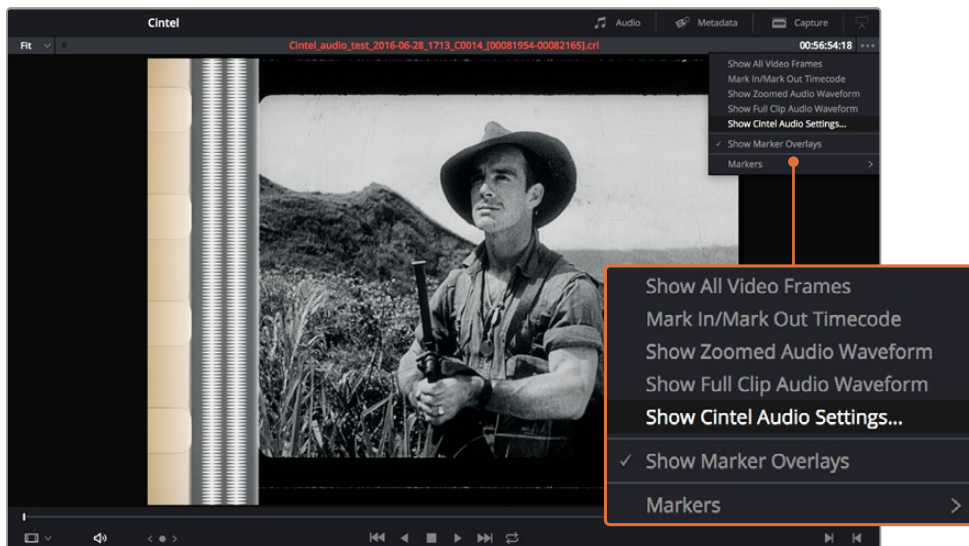 Cintel
Audio
Metadata
Capture
Fit
Cintel_audio_test_2016-06-28_1713_C0014_[00081954-00082165].cri
00:56:54:18
Show All Video Frames
Mark In/Mark Out Timecode
Show Zoomed Audio Waveform
Show Full Clip Audio Waveform
Show Cintel Audio Settings...
Show Marker Overlays
Markers
Show All Video Frames
Mark In/Mark Out Timecode
Show Zoomed Audio Waveform
Show Full Clip Audio Waveform
Show Cintel Audio Settings...
Show Marker Overlays
Markers